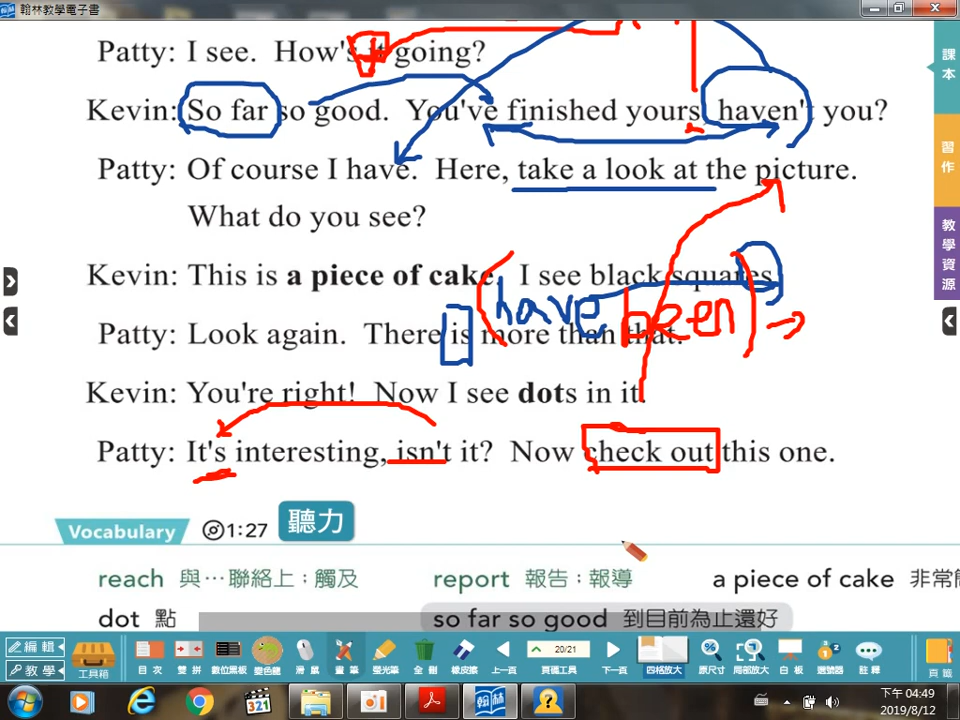 翰林教學電子書
Patty: I see. How's it going?
Kevin: So far so good. You've finished yours, haven't you?
Patty: Of course I have. Here, take a look at the picture.
What do you see?
Kevin: This is a piece of cake. I see black squares.
(have been)
Patty: Look again. There is more than that.
Kevin: You're right! Now I see dots in it.
Patty: It's interesting, isn't it? Now check out this one.
Vocabulary 1:27 聽力
reach 與…聯絡上；觸及 report 報告；報導 a piece of cake 非常
dot 點 so far so good 到目前為止還好
課本
習作
教學資源
編輯
教學
工具箱 目次 雙拼 數位黑板 變色龍 滑鼠 畫筆 螢光筆 全刪 橡皮擦 上一頁 20/21 頁碼工具 下一頁 四格放大 原尺寸 局部放大 白板 選號器 註釋 頁籤
321
下午 04:49
2019/8/12